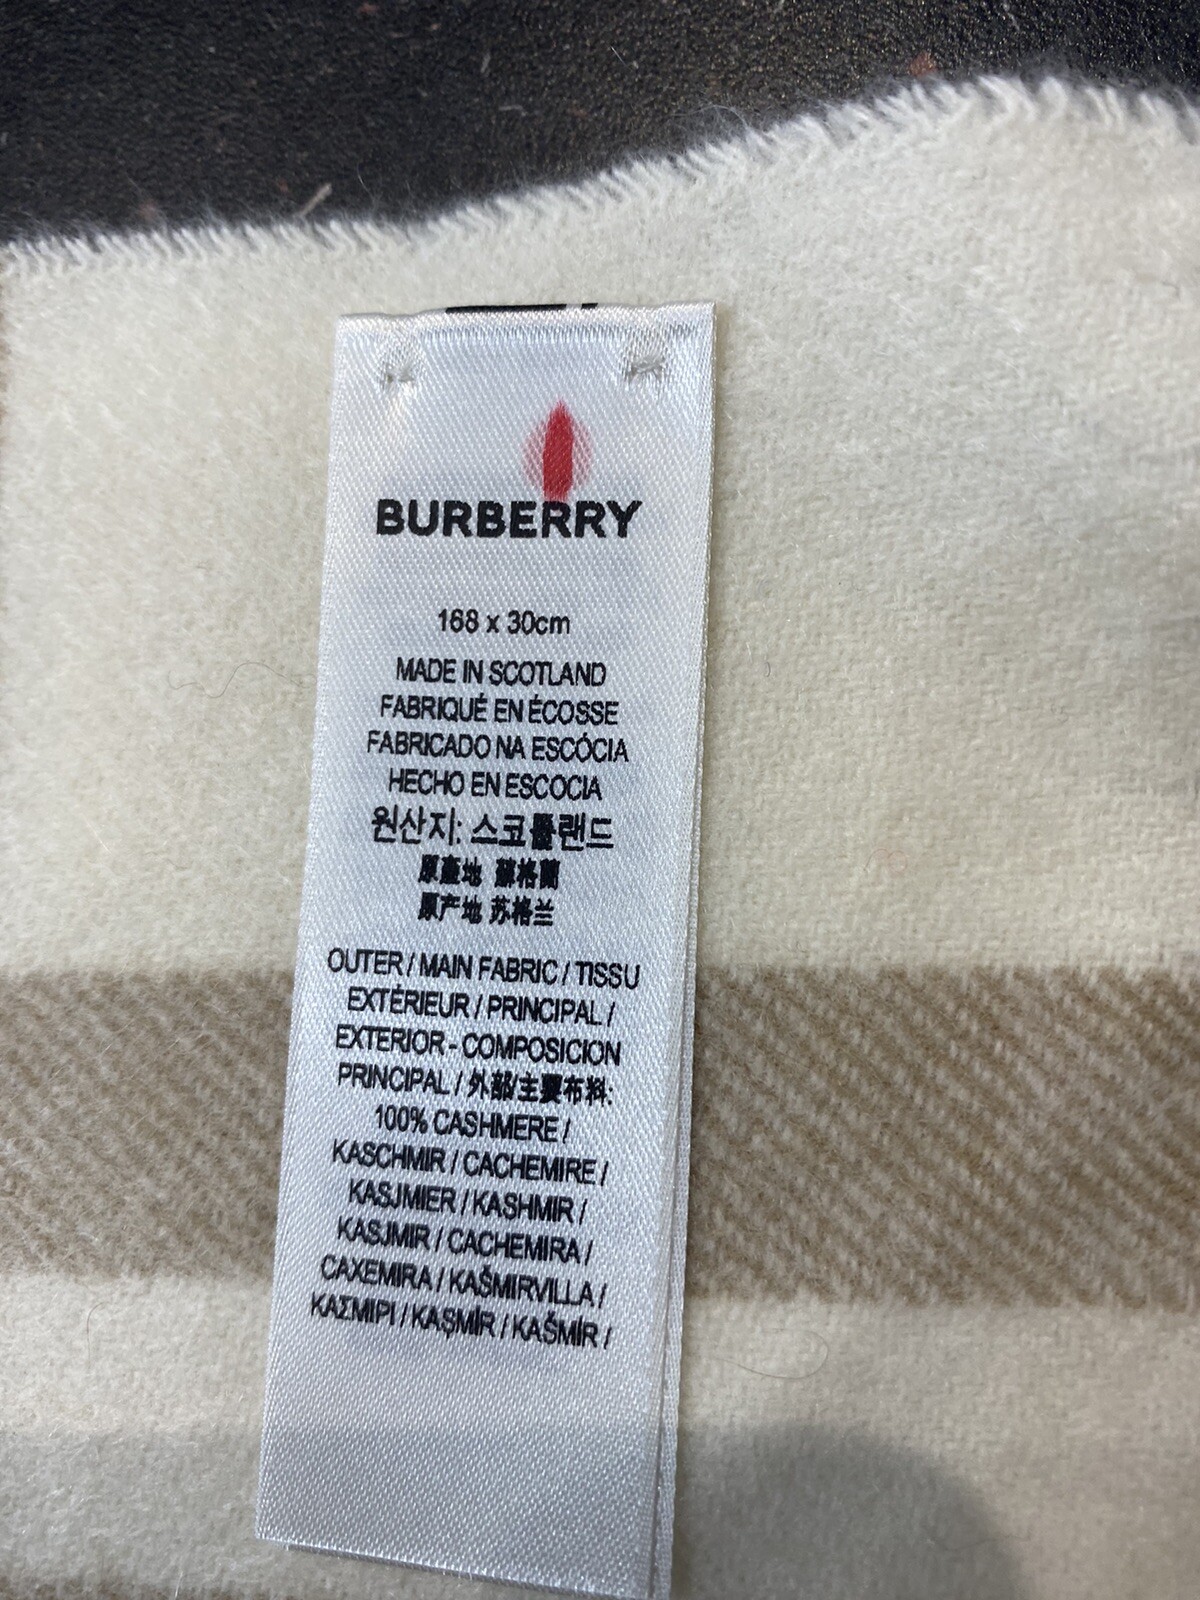 BURBERRY
168 x 30cm
MADE IN SCOTLAND
FABRIQUÉ EN ÉCOSSE
FABRICADO NA ESCÓCIA
HECHO EN ESCOCIA
원산지: 스코틀랜드
原產地 蘇格蘭
原产地 苏格兰
OUTER / MAIN FABRIC / TISSU
EXTÉRIEUR / PRINCIPAL /
EXTERIOR - COMPOSICION
PRINCIPAL / 外部/主要布料:
100% CASHMERE /
KASCHMIR / CACHEMIRE /
KASJMIER / KASHMIR /
KASJMIR / CACHEMIRA /
CAXEMIRA / KAŠMIRVILLA /
ΚΑΣΜΙΡΙ / KAŞMİR / KAŠMÍR /